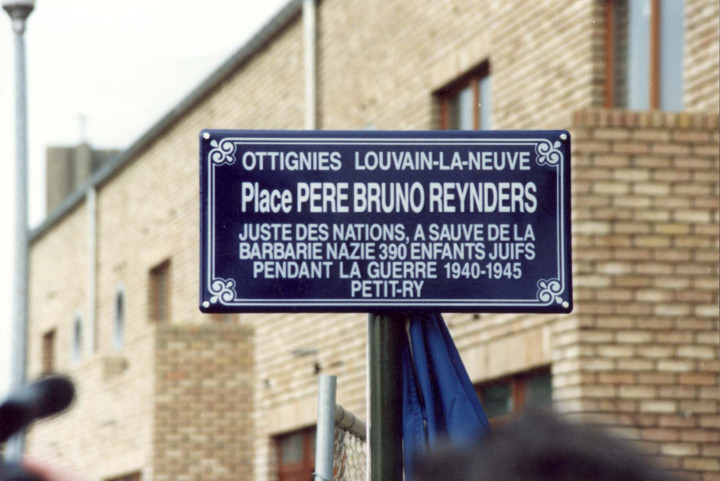 OTTIGNIES LOUVAIN-LA-NEUVE
Place PERE BRUNO REYNDERS
JUSTE DES NATIONS, A SAUVE DE LA
BARBARIE NAZIE 390 ENFANTS JUIFS
PENDANT LA GUERRE 1940-1945
PETIT-RY